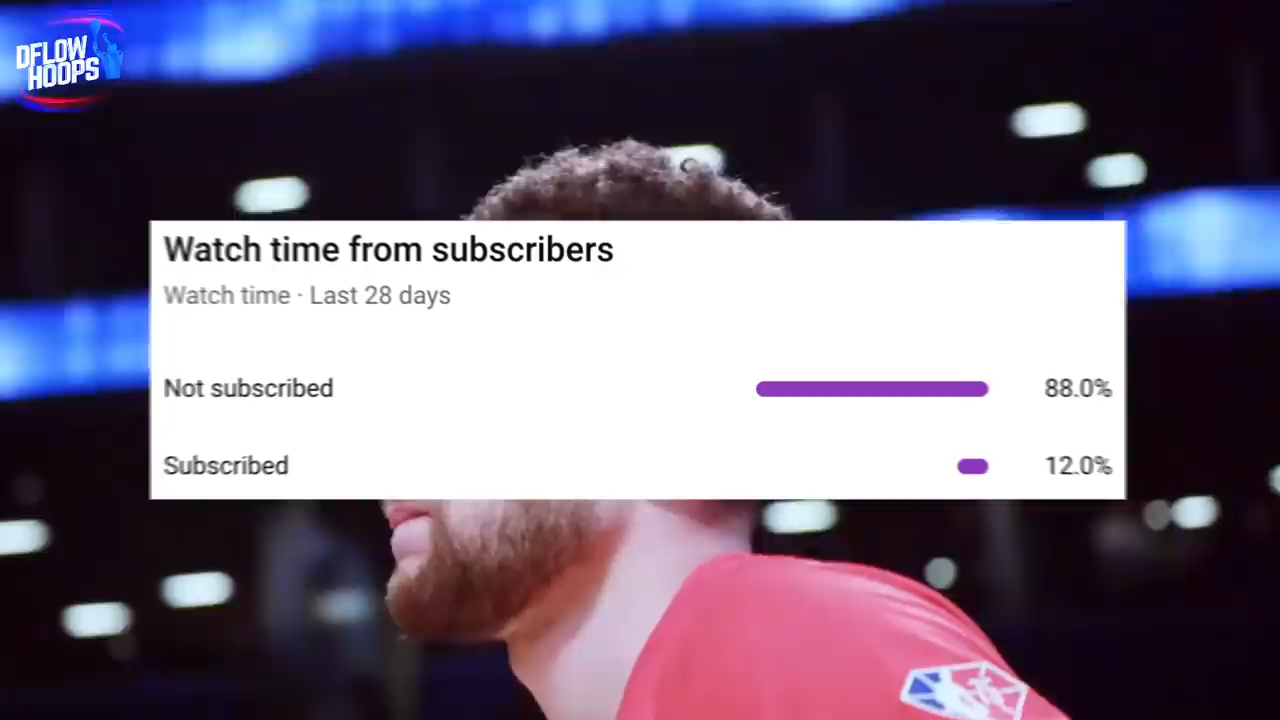 DFLOW
HOOPS
Watch time from subscribers
Watch time · Last 28 days
Not subscribed 88.0%
Subscribed 12.0%